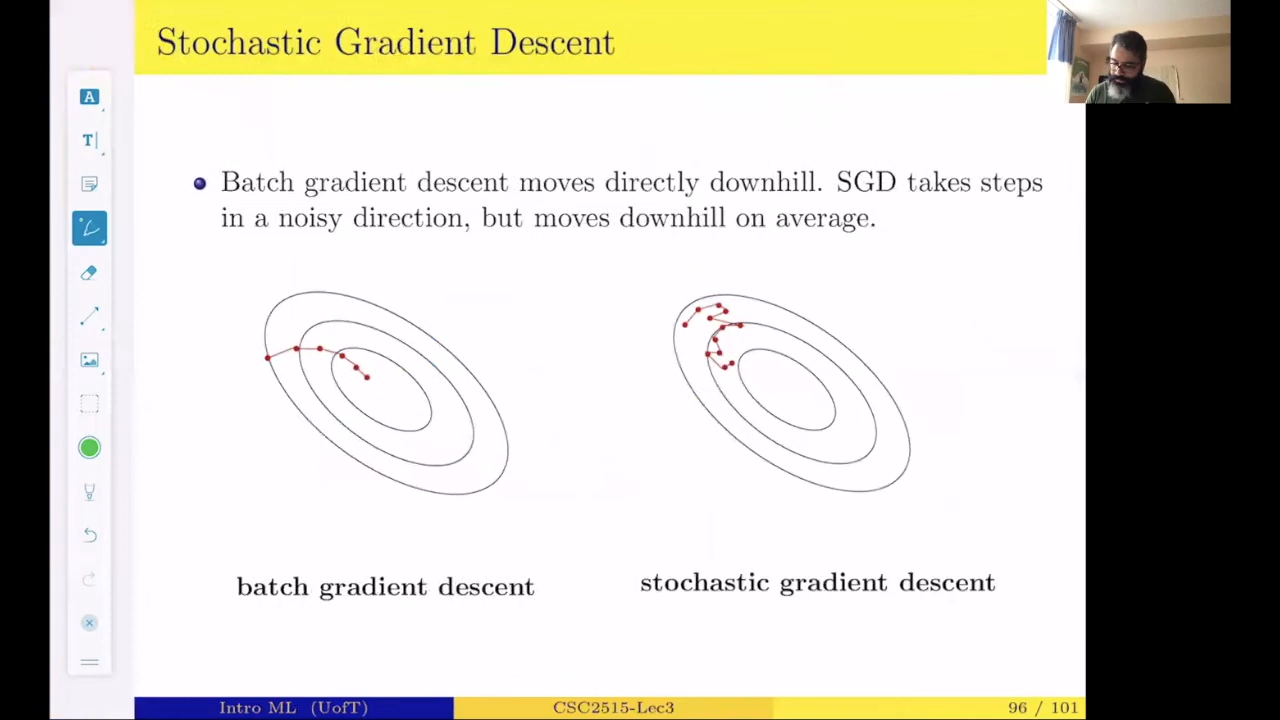 Stochastic Gradient Descent
A
T
Batch gradient descent moves directly downhill. SGD takes steps
in a noisy direction, but moves downhill on average.
batch gradient descent
stochastic gradient descent
Intro ML (UofT)
CSC2515-Lec3
96 / 101